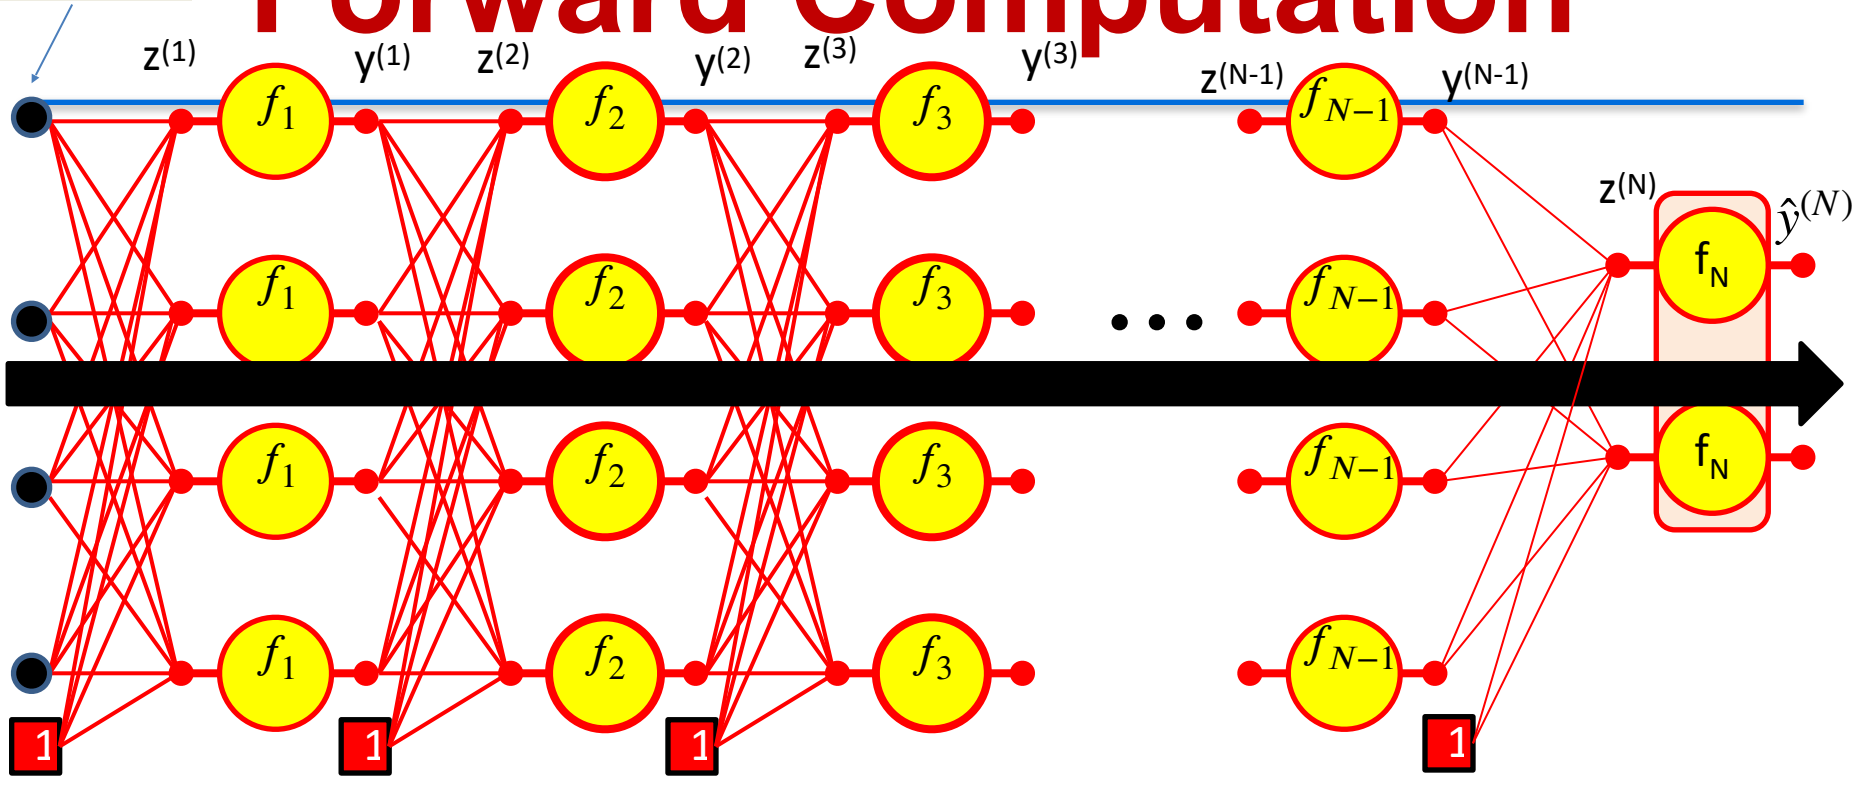 Forward Computation
z(1) y(1) z(2) y(2) z(3) y(3) z(N-1) y(N-1)
f1 f2 f3 fN−1
z(N) ŷ(N)
fN
f1 f2 f3 ... fN−1
fN
f1 f2 f3 fN−1
f1 f2 f3 fN−1
1 1 1 1